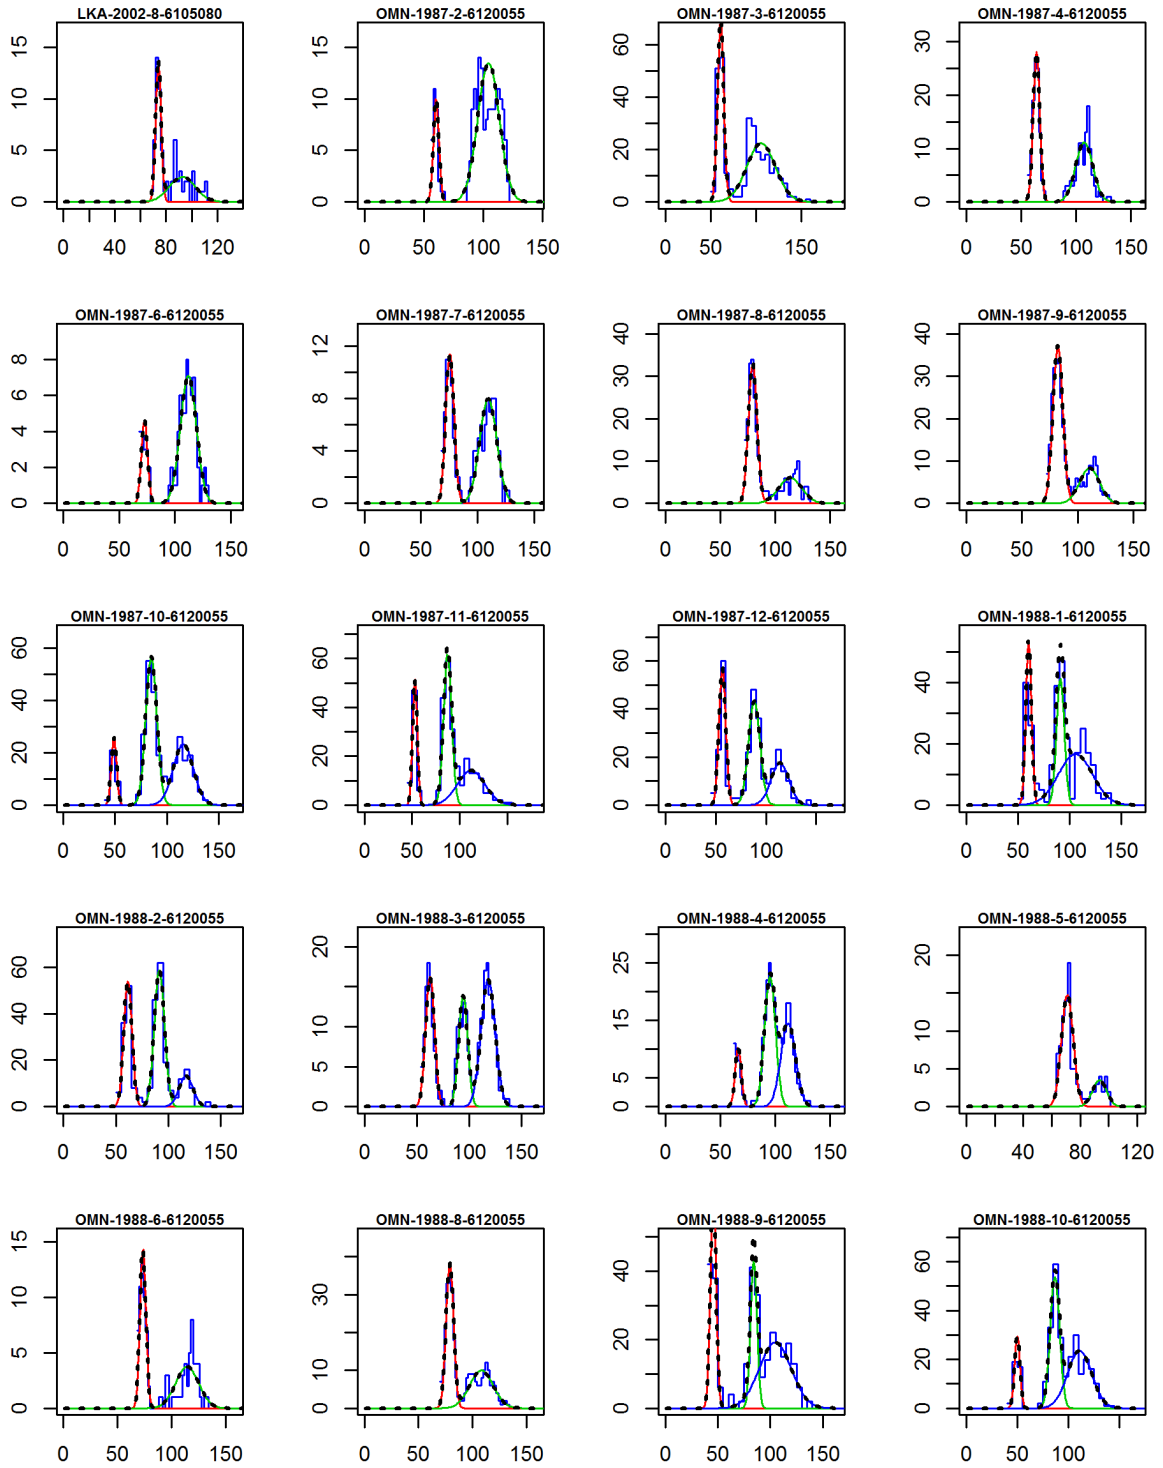 LKA-2002-8-6105080 OMN-1987-2-6120055 OMN-1987-3-6120055 OMN-1987-4-6120055
15 15 60 30
10 10 40 20
5 5 20 10
0 0 0 0
0 40 80 120 0 50 100 150 0 50 100 150 0 50 100 150
OMN-1987-6-6120055 OMN-1987-7-6120055 OMN-1987-8-6120055 OMN-1987-9-6120055
8 12 40 40
6 8 30 30
4 4 20 20
2 0 10 10
0 0 0
0 50 100 150 0 50 100 150 0 50 100 150 0 50 100 150
OMN-1987-10-6120055 OMN-1987-11-6120055 OMN-1987-12-6120055 OMN-1988-1-6120055
60 60 60 40
40 40 40 20
20 20 20 0
0 0 0
0 50 100 150 0 50 100 0 50 100 0 50 100 150
OMN-1988-2-6120055 OMN-1988-3-6120055 OMN-1988-4-6120055 OMN-1988-5-6120055
60 20 25 20
40 10 15 10
20 5 5 5
0 0 0 0
0 50 100 150 0 50 100 150 0 50 100 150 0 40 80 120
OMN-1988-6-6120055 OMN-1988-8-6120055 OMN-1988-9-6120055 OMN-1988-10-6120055
15 30 40 60
10 10 20 40
5 0 0 20
0 0
0 50 100 150 0 50 100 150 0 50 100 150 0 50 100